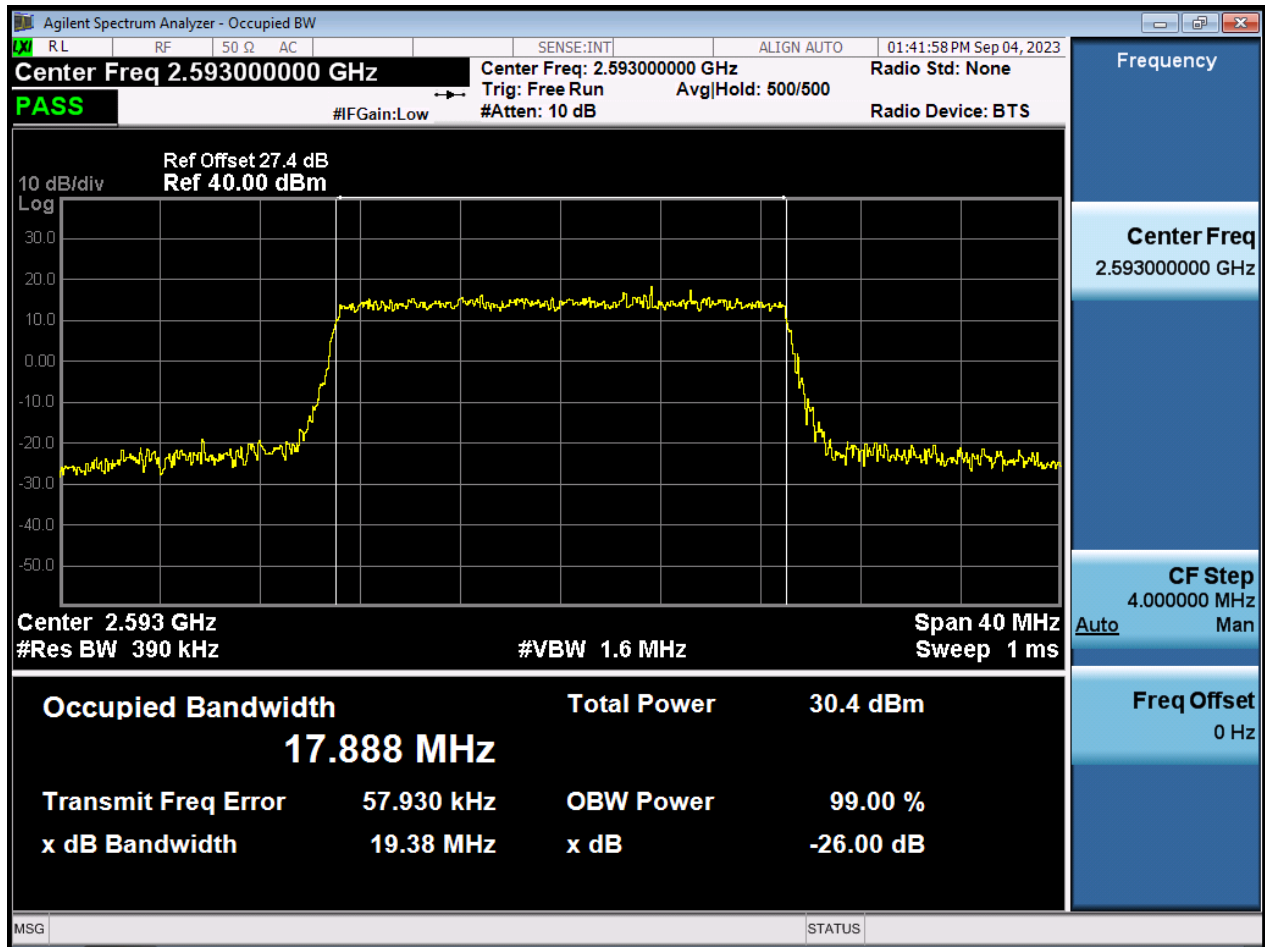 Agilent Spectrum Analyzer - Occupied BW
LXI RL RF 50 Ω AC SENSE:INT ALIGN AUTO 01:41:58 PM Sep 04, 2023
Center Freq 2.593000000 GHz
Center Freq: 2.593000000 GHz Radio Std: None
Trig: Free Run Avg|Hold: 500/500
PASS
#IFGain:Low #Atten: 10 dB Radio Device: BTS
Ref Offset 27.4 dB
10 dB/div Ref 40.00 dBm
Log
30.0
20.0
10.0
0.00
-10.0
-20.0
-30.0
-40.0
-50.0
Center 2.593 GHz Span 40 MHz
#Res BW 390 kHz #VBW 1.6 MHz Sweep 1 ms
Occupied Bandwidth Total Power 30.4 dBm
17.888 MHz
Transmit Freq Error 57.930 kHz OBW Power 99.00 %
x dB Bandwidth 19.38 MHz x dB -26.00 dB
MSG STATUS
Frequency
Center Freq
2.593000000 GHz
CF Step
4.000000 MHz
Auto Man
Freq Offset
0 Hz